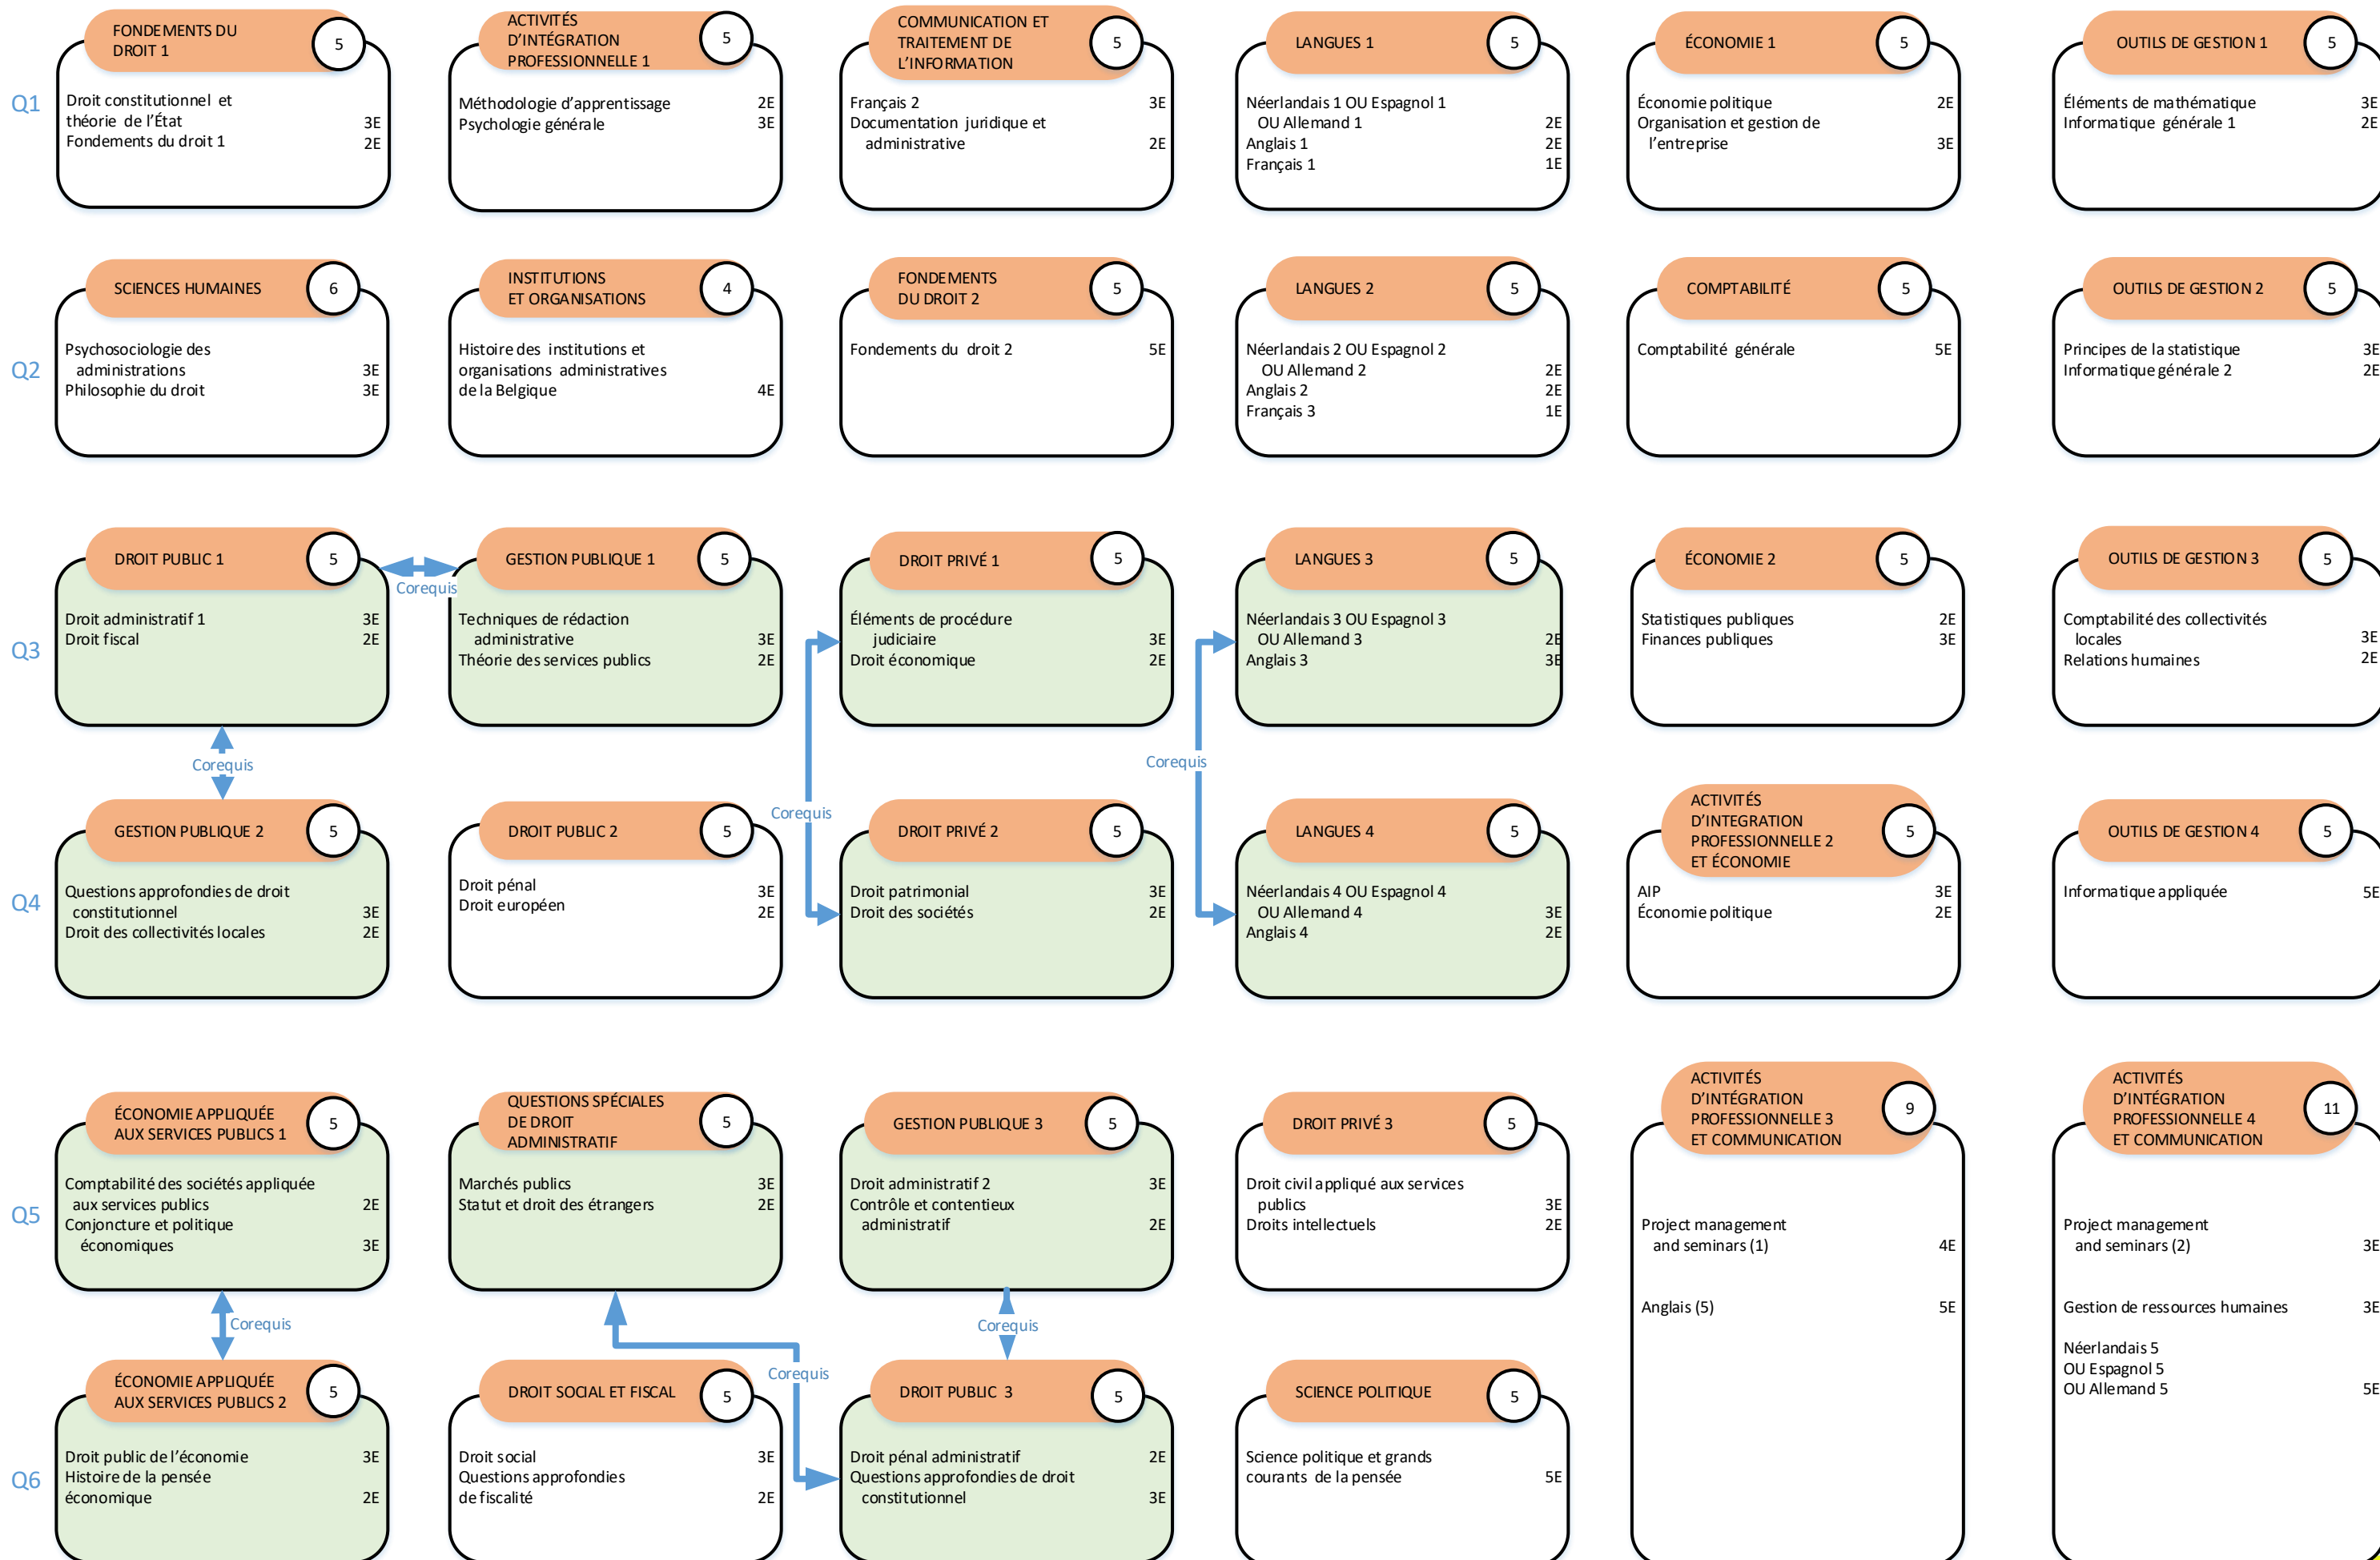 Q1
FONDEMENTS DU
DROIT 1
5
Droit constitutionnel et
théorie de l’État 3E
Fondements du droit 1 2E
ACTIVITÉS
D’INTÉGRATION
PROFESSIONNELLE 1
5
Méthodologie d’apprentissage 2E
Psychologie générale 3E
COMMUNICATION ET
TRAITEMENT DE
L’INFORMATION
5
Français 2 3E
Documentation juridique et
administrative 2E
LANGUES 1
5
Néerlandais 1 OU Espagnol 1
OU Allemand 1 2E
Anglais 1 2E
Français 1 1E
ÉCONOMIE 1
5
Économie politique 2E
Organisation et gestion de
l’entreprise 3E
OUTILS DE GESTION 1
5
Éléments de mathématique 3E
Informatique générale 1 2E
Q2
SCIENCES HUMAINES
6
Psychosociologie des
administrations 3E
Philosophie du droit 3E
INSTITUTIONS
ET ORGANISATIONS
4
Histoire des institutions et
organisations administratives
de la Belgique 4E
FONDEMENTS
DU DROIT 2
5
Fondements du droit 2 5E
LANGUES 2
5
Néerlandais 2 OU Espagnol 2
OU Allemand 2 2E
Anglais 2 2E
Français 3 1E
COMPTABILITÉ
5
Comptabilité générale 5E
OUTILS DE GESTION 2
5
Principes de la statistique 3E
Informatique générale 2 2E
Q3
DROIT PUBLIC 1
5
Droit administratif 1 3E
Droit fiscal 2E
Corequis
GESTION PUBLIQUE 1
5
Techniques de rédaction
administrative 3E
Théorie des services publics 2E
DROIT PRIVÉ 1
5
Éléments de procédure
judiciaire 3E
Droit économique 2E
LANGUES 3
5
Néerlandais 3 OU Espagnol 3
OU Allemand 3 2E
Anglais 3 3E
ÉCONOMIE 2
5
Statistiques publiques 2E
Finances publiques 3E
OUTILS DE GESTION 3
5
Comptabilité des collectivités
locales 3E
Relations humaines 2E
Corequis
Corequis
Corequis
Q4
GESTION PUBLIQUE 2
5
Questions approfondies de droit
constitutionnel 3E
Droit des collectivités locales 2E
DROIT PUBLIC 2
5
Droit pénal 3E
Droit européen 2E
DROIT PRIVÉ 2
5
Droit patrimonial 3E
Droit des sociétés 2E
LANGUES 4
5
Néerlandais 4 OU Espagnol 4
OU Allemand 4 3E
Anglais 4 2E
ACTIVITÉS
D’INTEGRATION
PROFESSIONNELLE 2
ET ÉCONOMIE
5
AIP 3E
Économie politique 2E
OUTILS DE GESTION 4
5
Informatique appliquée 5E
Q5
ÉCONOMIE APPLIQUÉE
AUX SERVICES PUBLICS 1
5
Comptabilité des sociétés appliquée
aux services publics 2E
Conjoncture et politique
économiques 3E
QUESTIONS SPÉCIALES
DE DROIT
ADMINISTRATIF
5
Marchés publics 3E
Statut et droit des étrangers 2E
GESTION PUBLIQUE 3
5
Droit administratif 2 3E
Contrôle et contentieux
administratif 2E
DROIT PRIVÉ 3
5
Droit civil appliqué aux services
publics 3E
Droits intellectuels 2E
ACTIVITÉS
D’INTÉGRATION
PROFESSIONNELLE 3
ET COMMUNICATION
9
Project management
and seminars (1) 4E
Anglais (5) 5E
ACTIVITÉS
D’INTÉGRATION
PROFESSIONNELLE 4
ET COMMUNICATION
11
Project management
and seminars (2) 3E
Gestion de ressources humaines 3E
Néerlandais 5
OU Espagnol 5
OU Allemand 5 5E
Corequis
Corequis
Corequis
Q6
ÉCONOMIE APPLIQUÉE
AUX SERVICES PUBLICS 2
5
Droit public de l’économie 3E
Histoire de la pensée
économique 2E
DROIT SOCIAL ET FISCAL
5
Droit social 3E
Questions approfondies
de fiscalité 2E
DROIT PUBLIC 3
5
Droit pénal administratif 2E
Questions approfondies de droit
constitutionnel 3E
SCIENCE POLITIQUE
5
Science politique et grands
courants de la pensée 5E